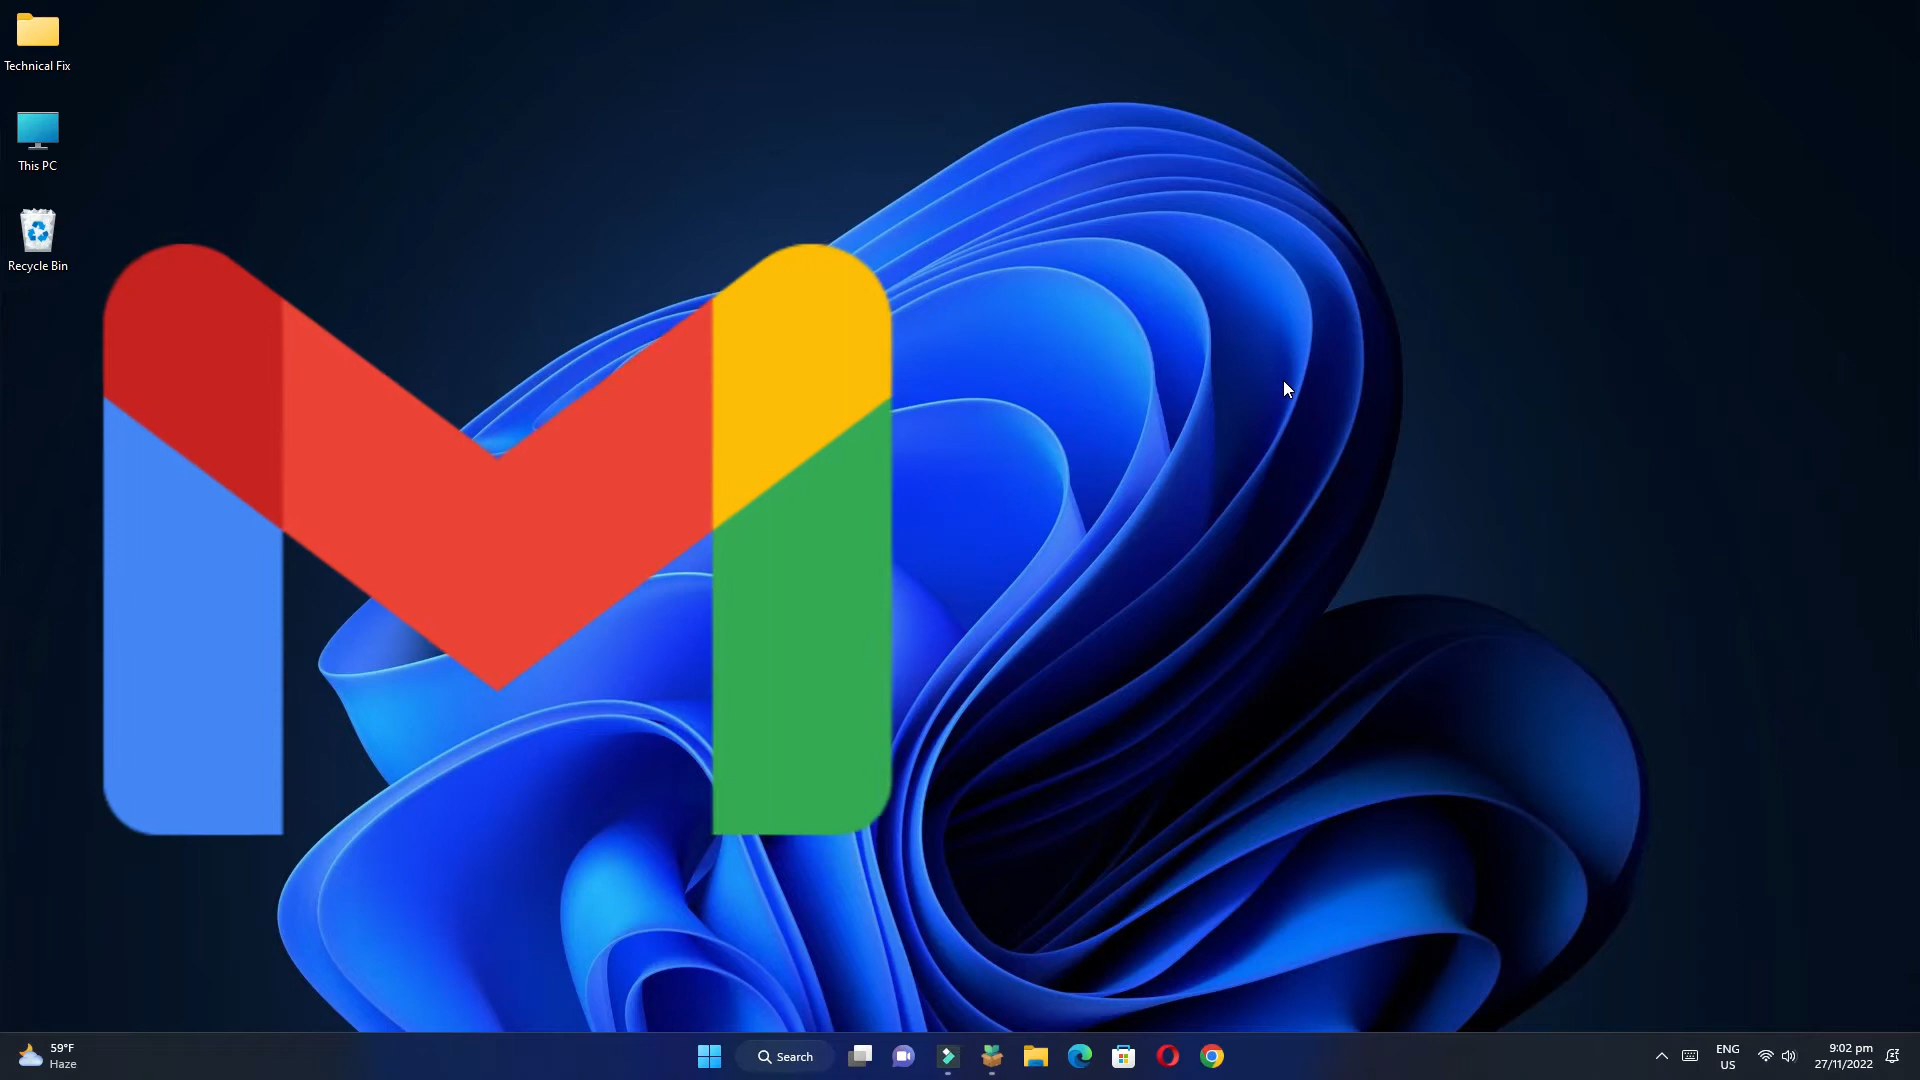 Technical Fix
This PC
Recycle Bin
59°F
Haze
Search
ENG
US
9:02 pm
27/11/2022